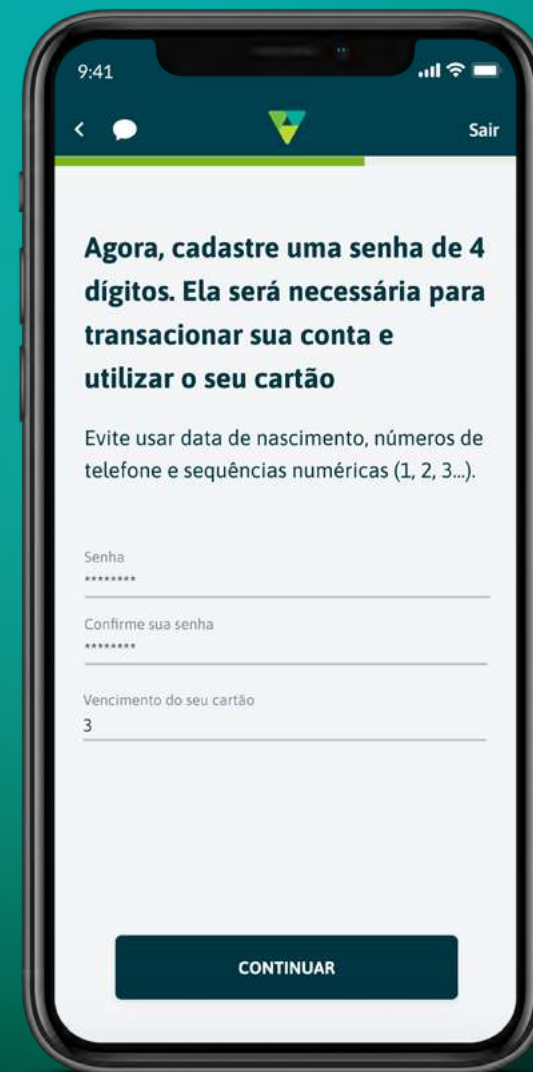 9:41
Sair
Agora, cadastre uma senha de 4
dígitos. Ela será necessária para
transacionar sua conta e
utilizar o seu cartão
Evite usar data de nascimento, números de
telefone e sequências numéricas (1, 2, 3...).
Senha
********
Confirme sua senha
********
Vencimento do seu cartão
3
CONTINUAR